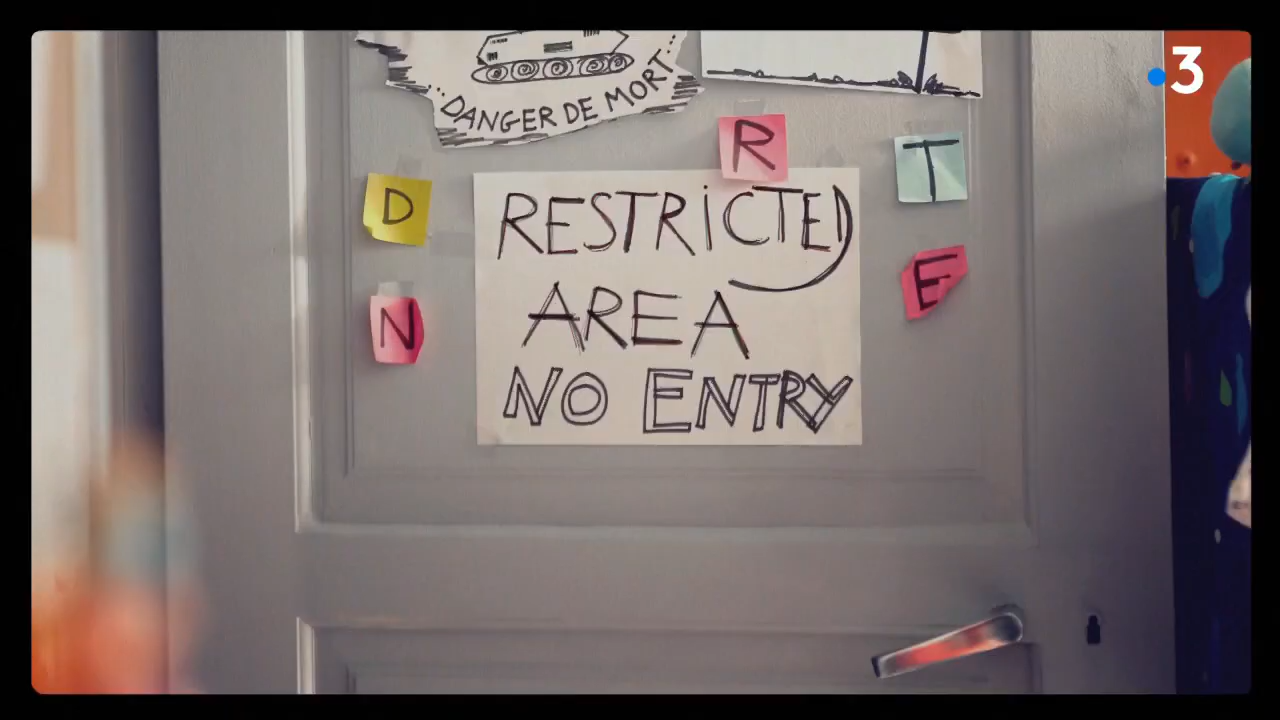 3
DANGER DE MORT...
R
T
D
RESTRICTED
E
AREA
N
NO ENTRY